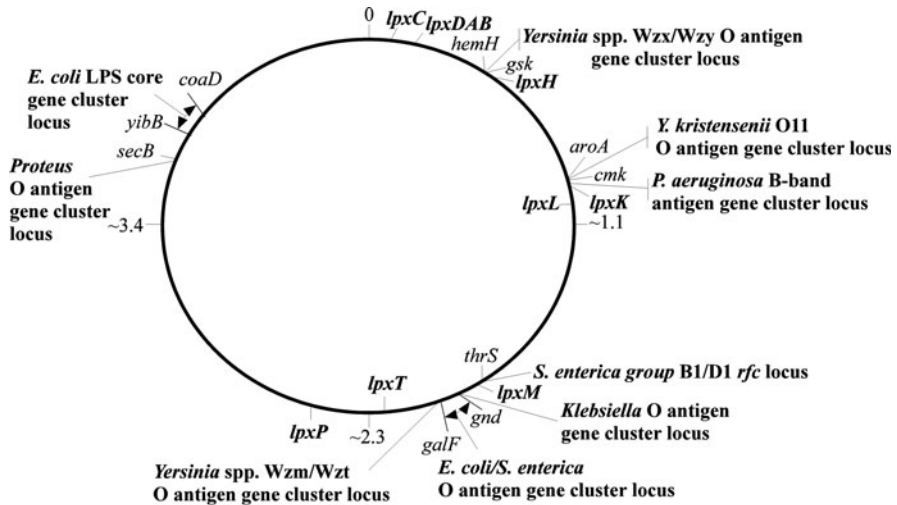 0
lpxC
lpxDAB
hemH
gsk
lpxH
Yersinia spp. Wzx/Wzy O antigen
gene cluster locus
aroA
cmk
lpxL
lpxK
~1.1
Y. kristensenii O11
O antigen gene cluster locus
P. aeruginosa B-band
antigen gene cluster locus
E. coli LPS core
gene cluster
locus
coaD
yibB
secB
Proteus
O antigen
gene cluster
locus
~3.4
thrS
S. enterica group B1/D1 rfc locus
lpxM
Klebsiella O antigen
gene cluster locus
gnd
galF
E. coli/S. enterica
O antigen gene cluster locus
lpxT
~2.3
lpxP
Yersinia spp. Wzm/Wzt
O antigen gene cluster locus